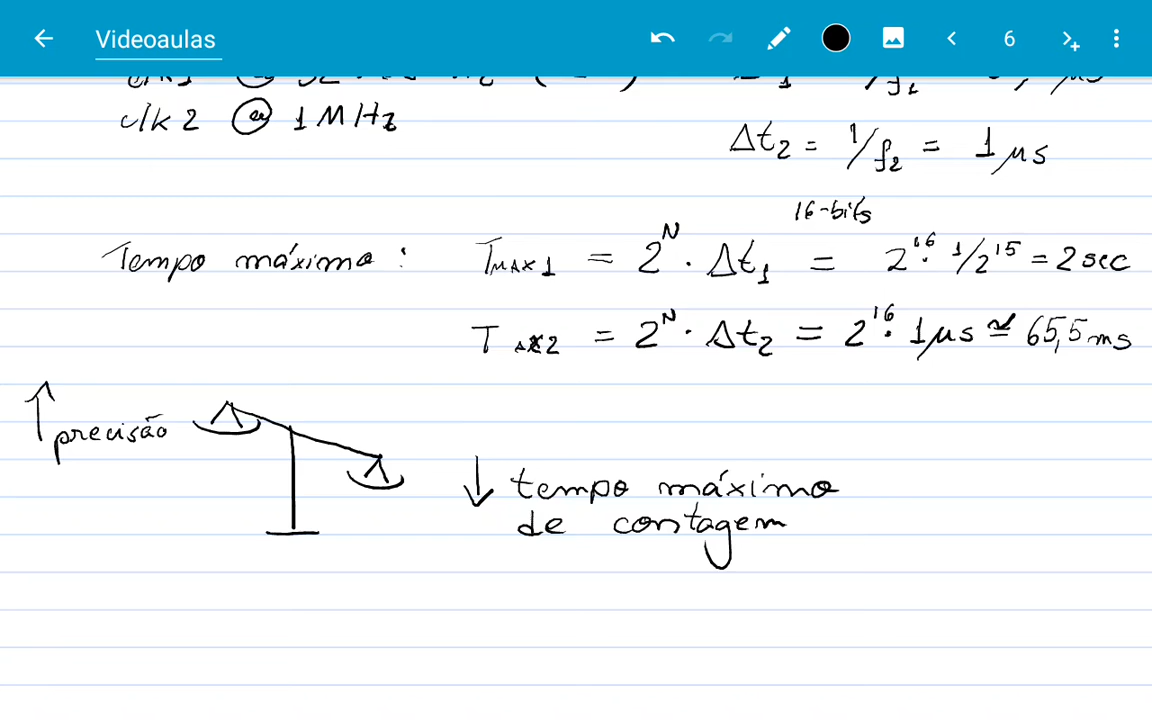 Videoaulas
6
clk 2 @ 1 MHz
Δt2 = 1/f2 = 1 μs
16-bits
Tempo máximo : TMAX1 = 2^N · Δt1 = 2^16 · 1/2^15 = 2 sec
T AX2 = 2^N · Δt2 = 2^16 · 1μs ≅ 65,5 ms
↑ precisão
↓ tempo máximo
de contagem